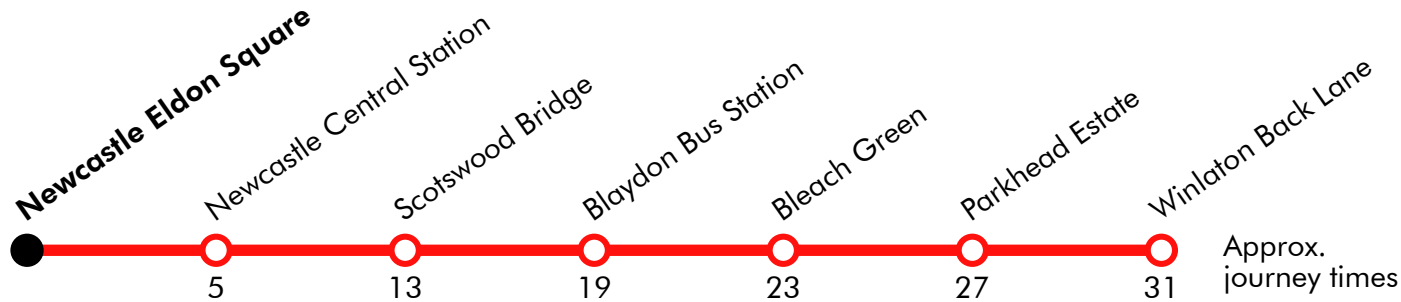 Newcastle Eldon Square
Newcastle Central Station
Scotswood Bridge
Blaydon Bus Station
Bleach Green
Parkhead Estate
Winlaton Back Lane
5
13
19
23
27
31
Approx.
journey times